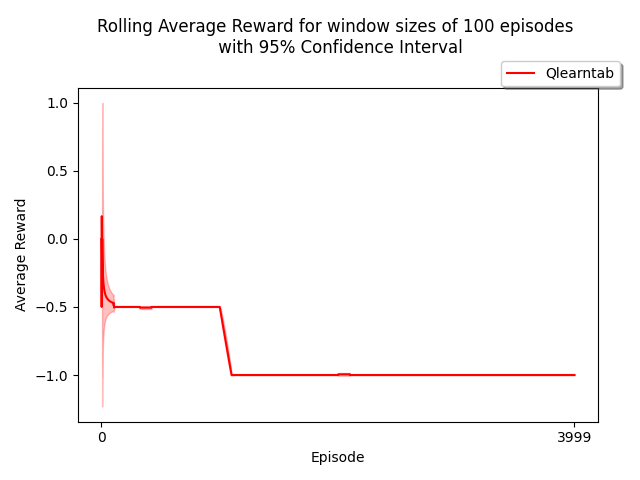 Rolling Average Reward for window sizes of 100 episodes
with 95% Confidence Interval
Qlearntab
1.0
0.5
0.0
−0.5
−1.0
Average Reward
0
3999
Episode